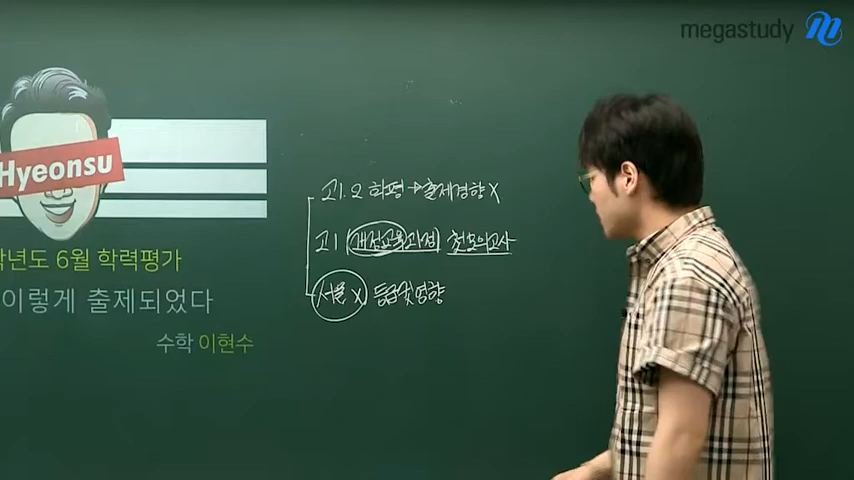 megastudy
Hyeonsu
학년도 6월 학력평가
이렇게 출제되었다
수학 이현수
고1.2 학평 → 출제경향 X
고1 (개정교육과정) 첫 모의고사
서울 X 등급컷 영향